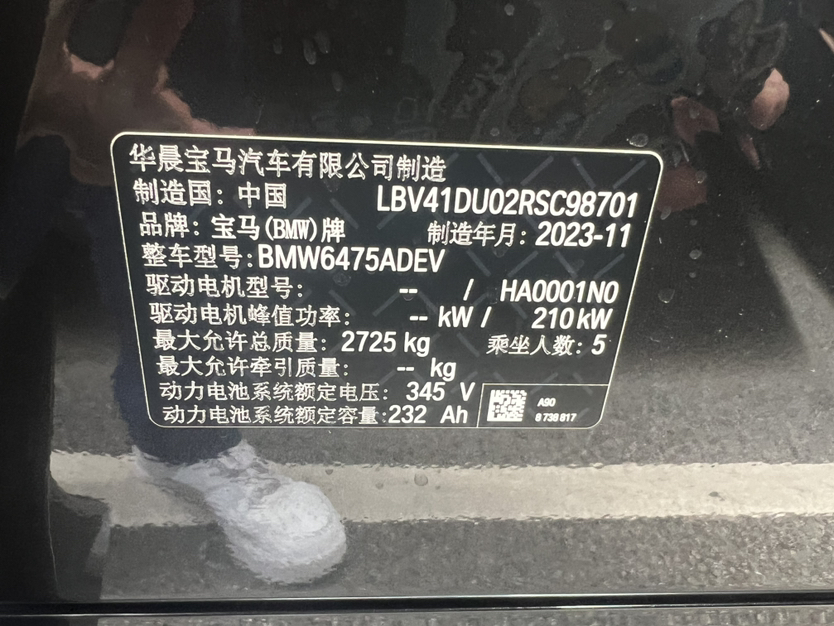 华晨宝马汽车有限公司制造
制造国：中国 LBV41DU02RSC98701
品牌：宝马(BMW)牌 制造年月：2023-11
整车型号：BMW6475ADEV
驱动电机型号： -- / HA0001N0
驱动电机峰值功率： -- kW / 210 kW
最大允许总质量：2725 kg 乘坐人数：5
最大允许牵引质量： -- kg
动力电池系统额定电压：345 V
动力电池系统额定容量:232 Ah
A90
9 738 817